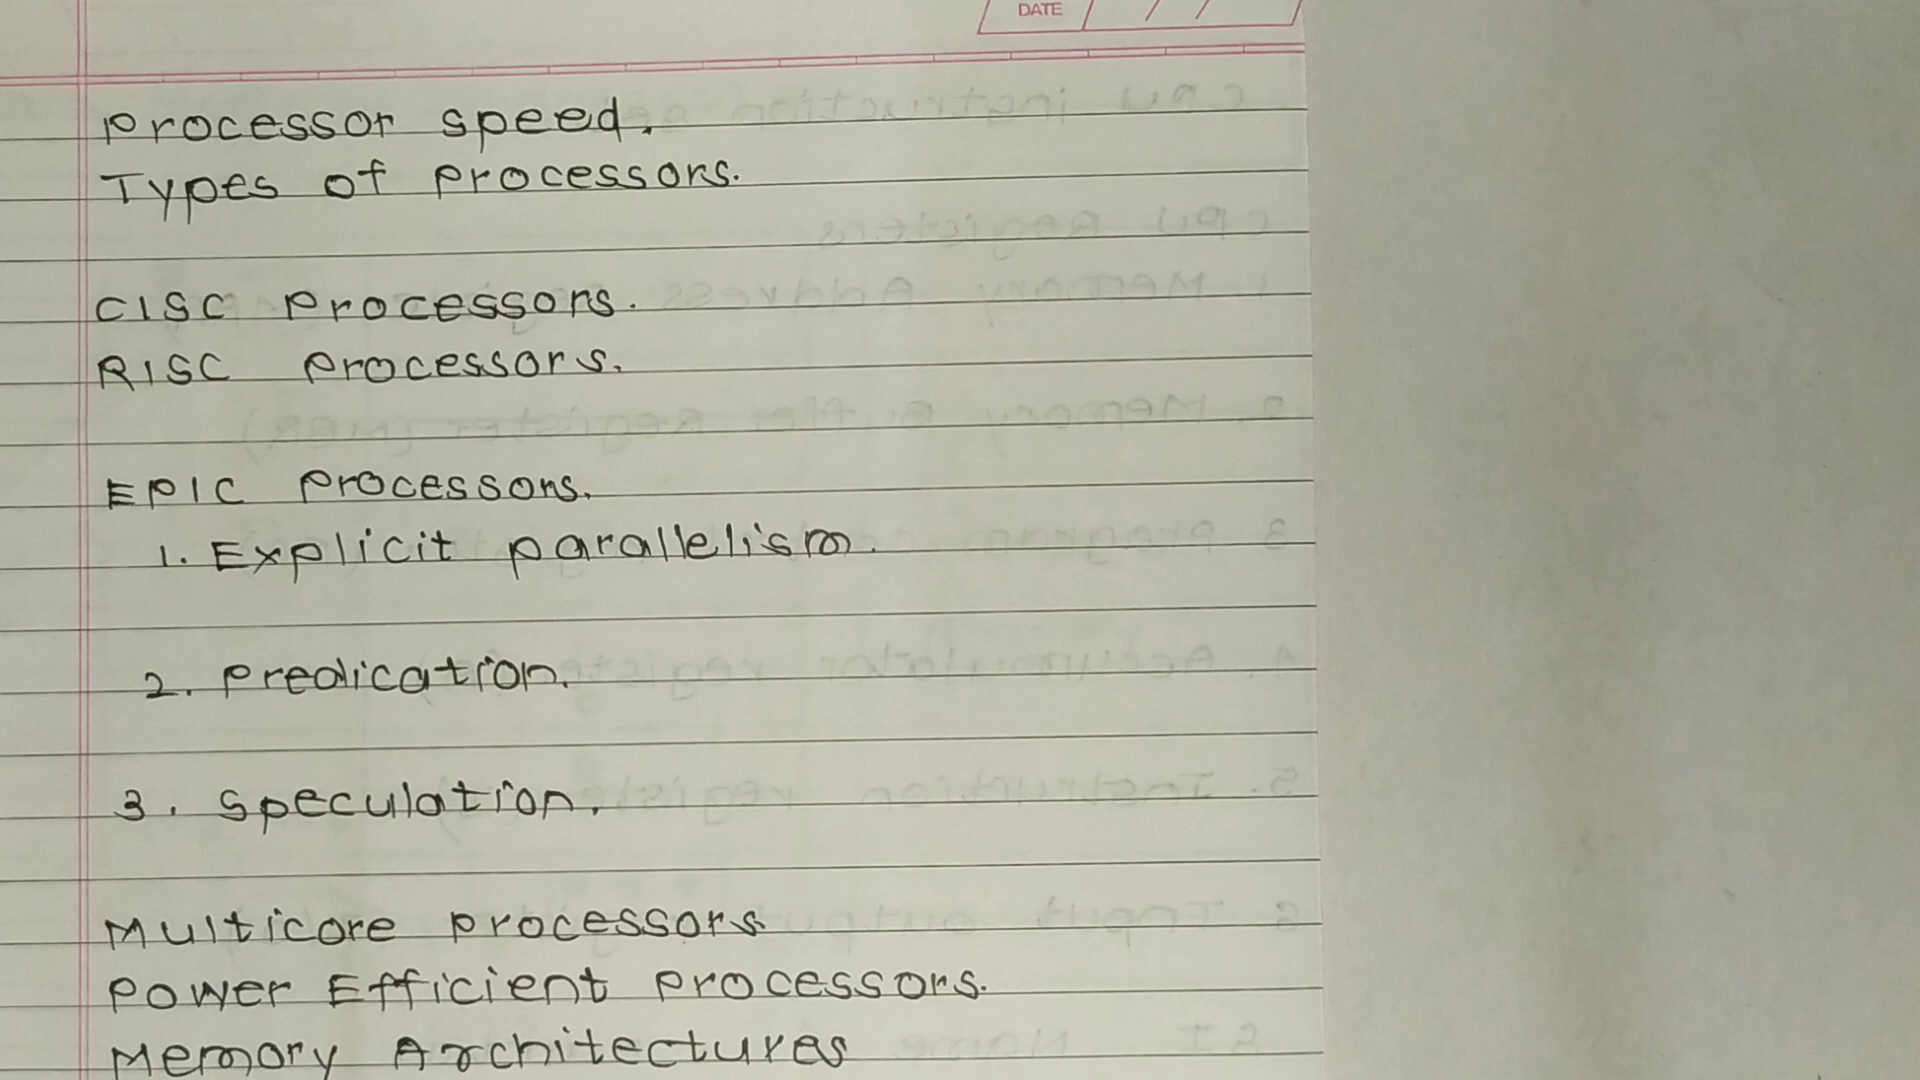 DATE
Processor speed.
Types of Processors.
CISC Processors.
RISC Processors.
EPIC Processors.
1. Explicit parallelism.
2. Predication.
3. Speculation.
Multicore processors.
Power Efficient Processors.
Memory Architectures